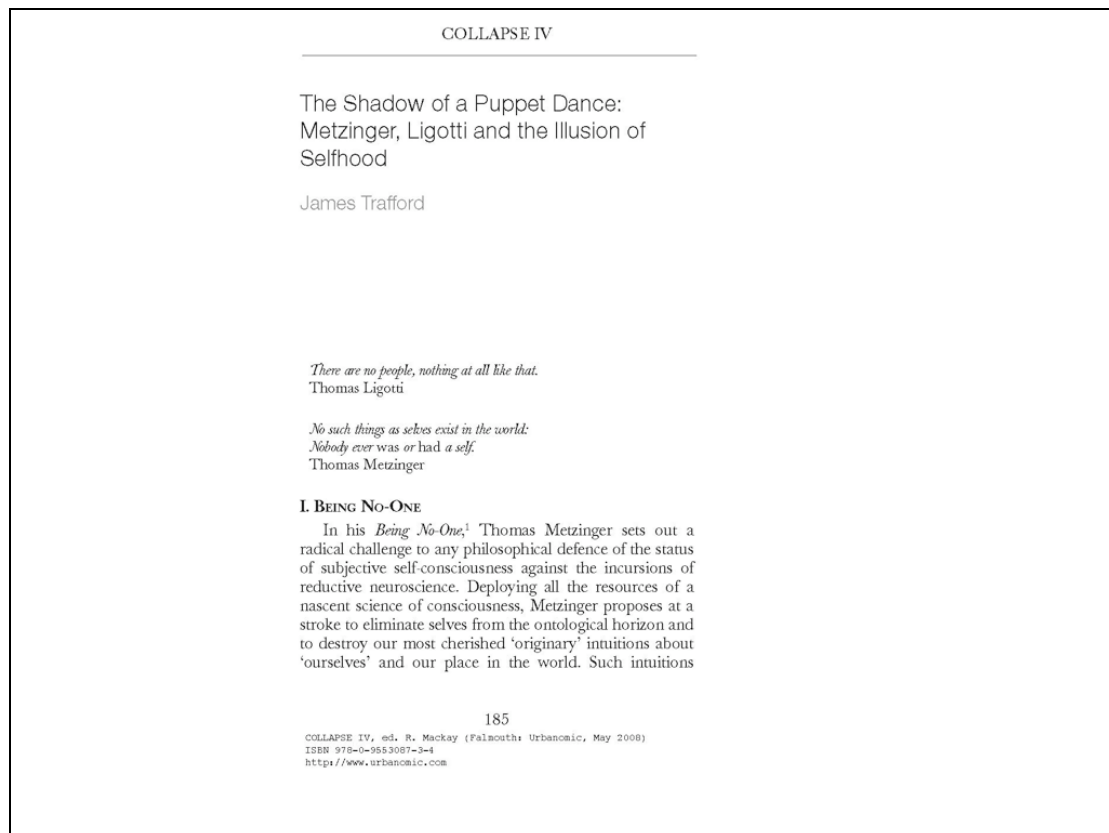 COLLAPSE IV
The Shadow of a Puppet Dance:
Metzinger, Ligotti and the Illusion of
Selfhood
James Trafford
There are no people, nothing at all like that.
Thomas Ligotti
No such things as selves exist in the world:
Nobody ever was or had a self.
Thomas Metzinger
I. BEING NO-ONE
In his Being No-One,¹ Thomas Metzinger sets out a
radical challenge to any philosophical defence of the status
of subjective self-consciousness against the incursions of
reductive neuroscience. Deploying all the resources of a
nascent science of consciousness, Metzinger proposes at a
stroke to eliminate selves from the ontological horizon and
to destroy our most cherished ‘originary’ intuitions about
‘ourselves’ and our place in the world. Such intuitions
185
COLLAPSE IV, ed. R. Mackay (Falmouth: Urbanomic, May 2008)
ISBN 978-0-9553087-3-4
http://www.urbanomic.com